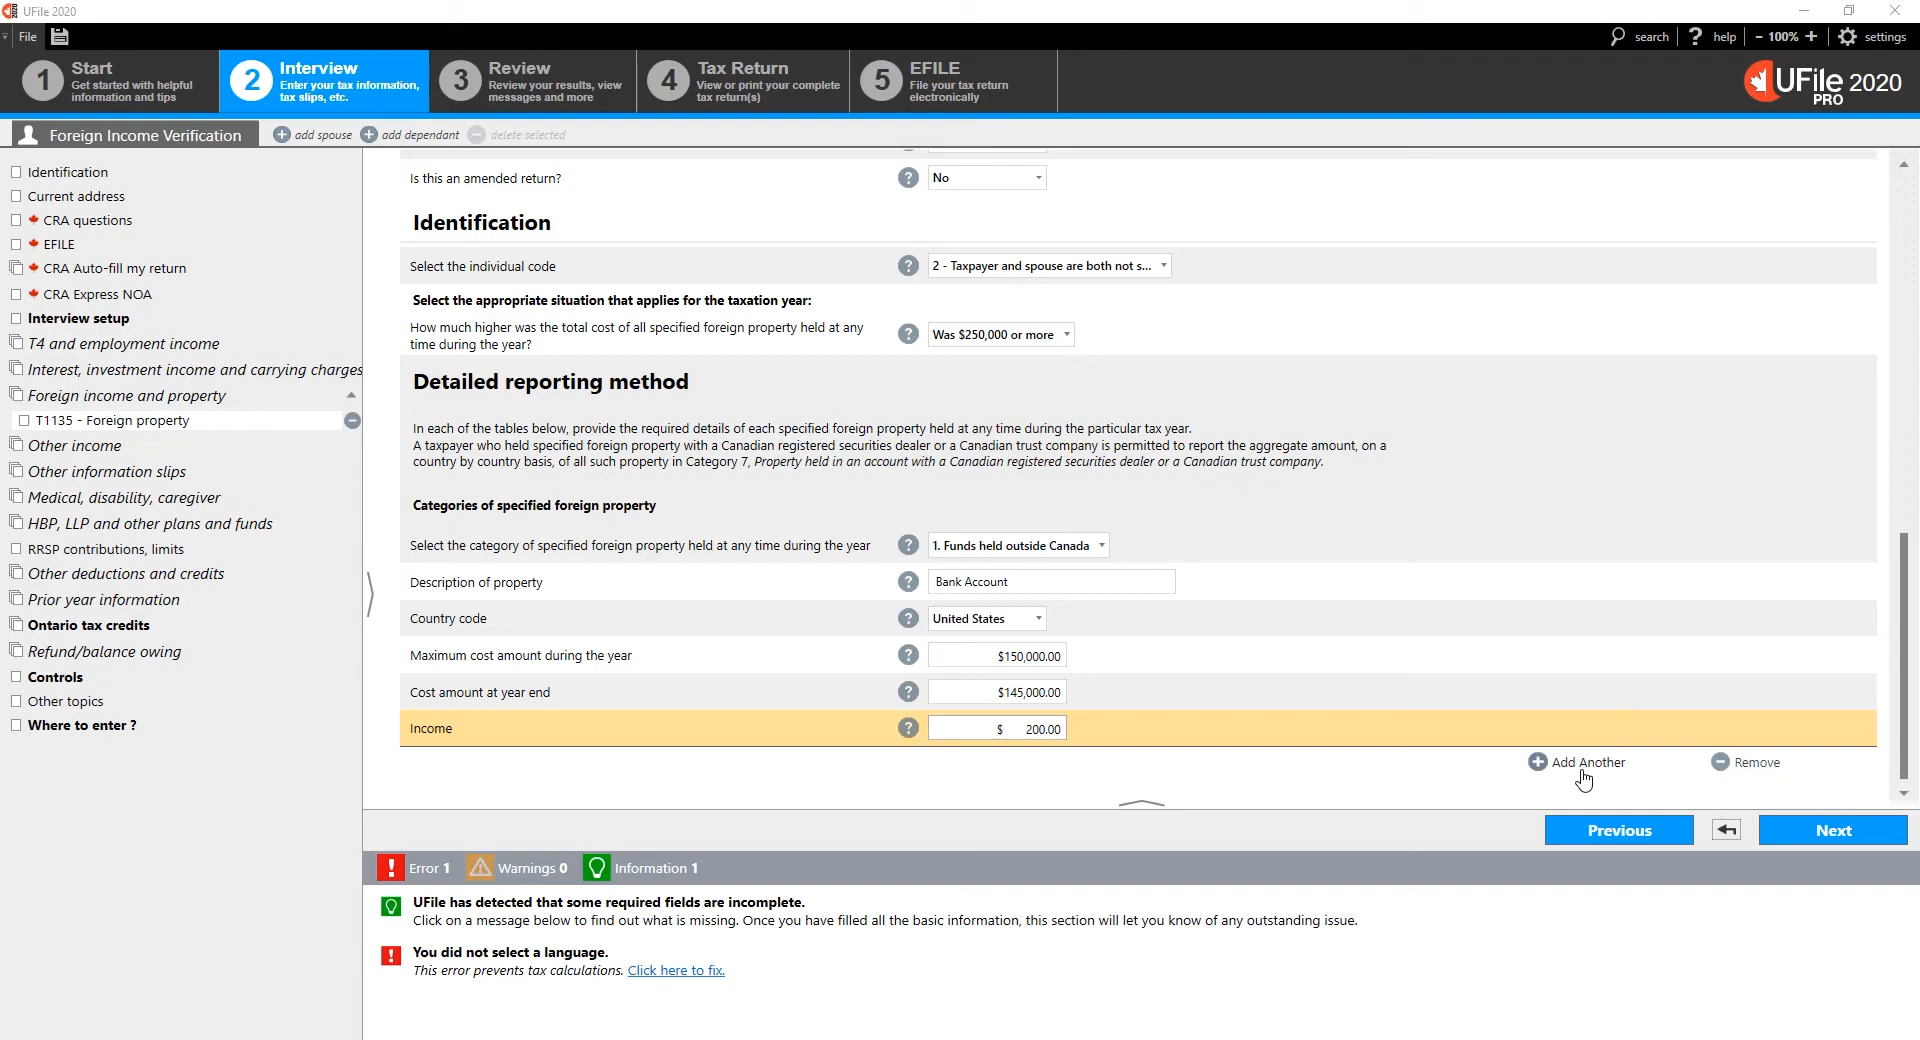 UFile 2020
File
search
help
- 100% +
settings
1
Start
Get started with helpful
information and tips
2
Interview
Enter your tax information,
tax slips, etc.
3
Review
Review your results, view
messages and more
4
Tax Return
View or print your complete
tax return(s)
5
EFILE
File your tax return
electronically
UFile 2020
PRO
Foreign Income Verification
add spouse
add dependant
delete selected
Identification
Current address
CRA questions
EFILE
CRA Auto-fill my return
CRA Express NOA
Interview setup
T4 and employment income
Interest, investment income and carrying charges
Foreign income and property
T1135 - Foreign property
Other income
Other information slips
Medical, disability, caregiver
HBP, LLP and other plans and funds
RRSP contributions, limits
Other deductions and credits
Prior year information
Ontario tax credits
Refund/balance owing
Controls
Other topics
Where to enter ?
Is this an amended return?
? No
Identification
Select the individual code
? 2 - Taxpayer and spouse are both not s...
Select the appropriate situation that applies for the taxation year:
How much higher was the total cost of all specified foreign property held at any
time during the year?
? Was $250,000 or more
Detailed reporting method
In each of the tables below, provide the required details of each specified foreign property held at any time during the particular tax year.
A taxpayer who held specified foreign property with a Canadian registered securities dealer or a Canadian trust company is permitted to report the aggregate amount, on a
country by country basis, of all such property in Category 7, Property held in an account with a Canadian registered securities dealer or a Canadian trust company.
Categories of specified foreign property
Select the category of specified foreign property held at any time during the year
? 1. Funds held outside Canada
Description of property
? Bank Account
Country code
? United States
Maximum cost amount during the year
? $150,000.00
Cost amount at year end
? $145,000.00
Income
? $ 200.00
Add Another
Remove
Previous
Next
Error 1
Warnings 0
Information 1
UFile has detected that some required fields are incomplete.
Click on a message below to find out what is missing. Once you have filled all the basic information, this section will let you know of any outstanding issue.
You did not select a language.
This error prevents tax calculations. Click here to fix.